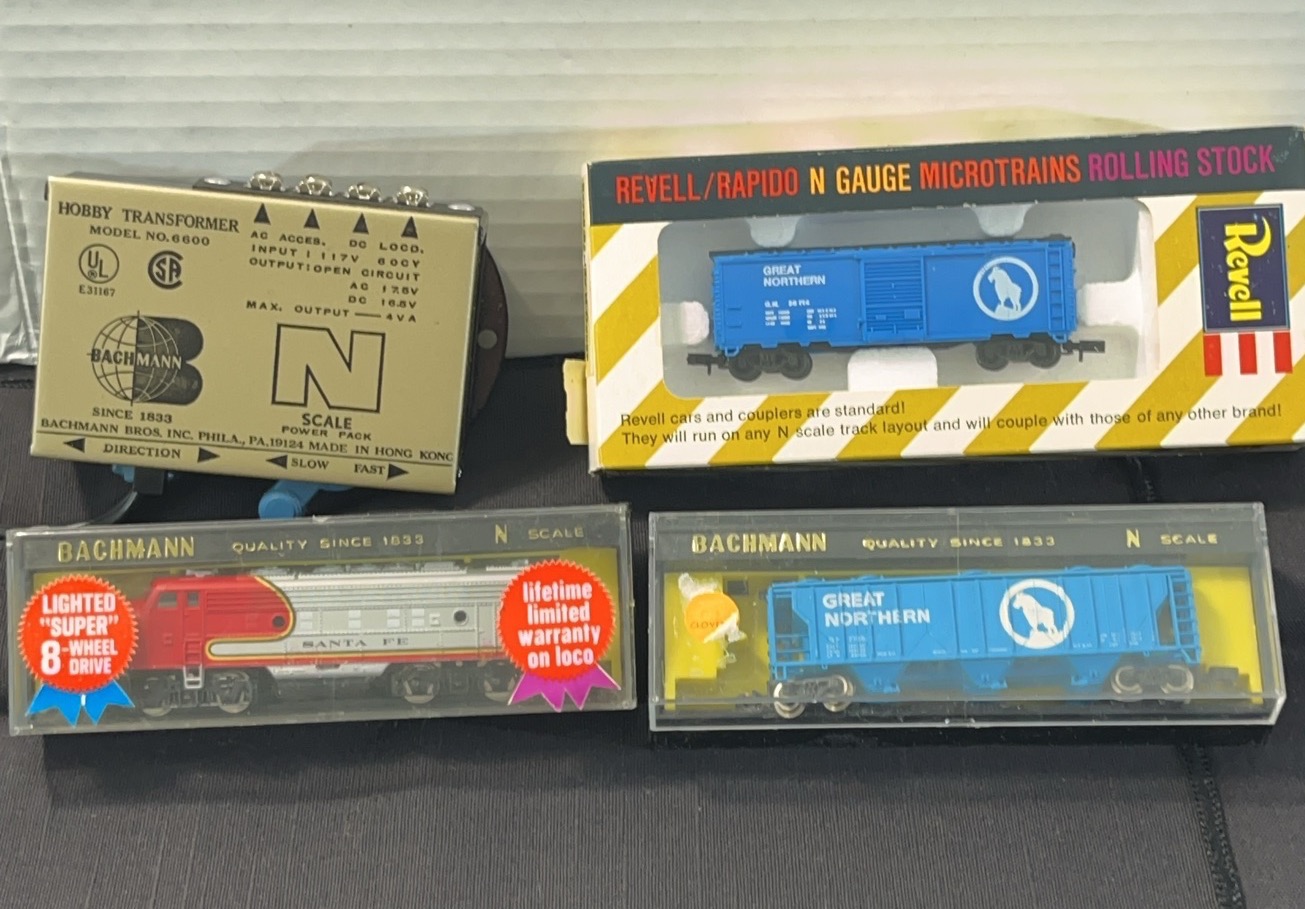 HOBBY TRANSFORMER
MODEL NO.6600
UL
E31167
SA
AC ACCES. DC LOCO.
INPUT 117V 60CY
OUTPUT:OPEN CIRCUIT
AC 17.5V
DC 16.5V
MAX. OUTPUT — 4VA
BACHMANN
SINCE 1833
N
SCALE
POWER PACK
BACHMANN BROS. INC. PHILA., PA.19124 MADE IN HONG KONG
DIRECTION
SLOW FAST
REVELL/RAPIDO N GAUGE MICROTRAINS ROLLING STOCK
Revell
GREAT
NORTHERN
G.N.
Revell cars and couplers are standard!
They will run on any N scale track layout and will couple with those of any other brand!
BACHMANN QUALITY SINCE 1833 N SCALE
LIGHTED
"SUPER"
8-WHEEL
DRIVE
SANTA FE
lifetime
limited
warranty
on loco
BACHMANN QUALITY SINCE 1833 N SCALE
GREAT
NORTHERN